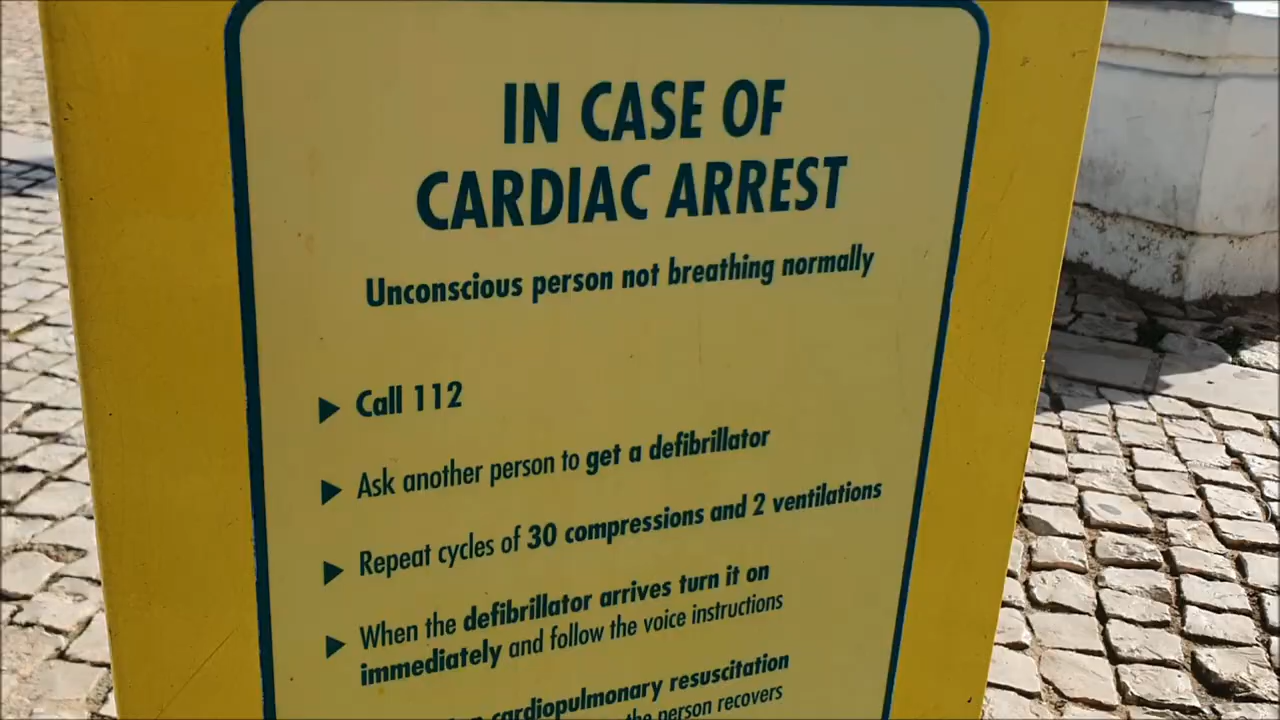 IN CASE OF
CARDIAC ARREST
Unconscious person not breathing normally
Call 112
Ask another person to get a defibrillator
Repeat cycles of 30 compressions and 2 ventilations
When the defibrillator arrives turn it on
immediately and follow the voice instructions
cardiopulmonary resuscitation
the person recovers